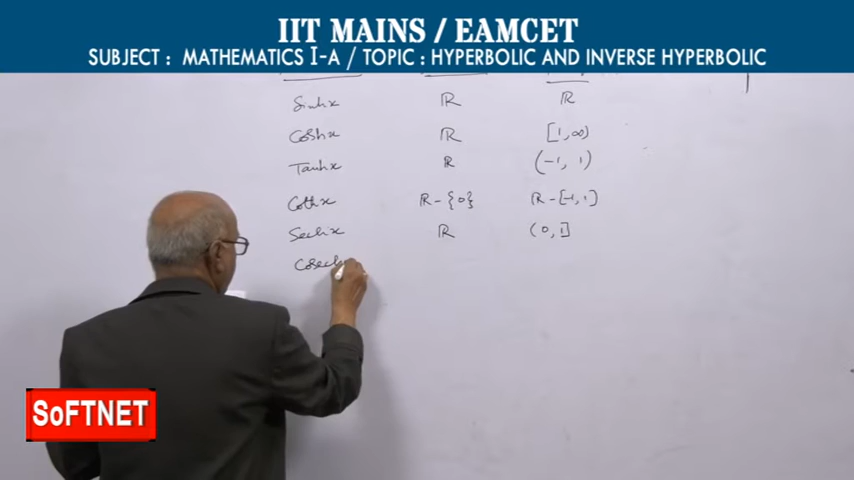 IIT MAINS / EAMCET
SUBJECT : MATHEMATICS I-A / TOPIC : HYPERBOLIC AND INVERSE HYPERBOLIC
Sinhx ℝ ℝ
Coshx ℝ [1, ∞)
Tanhx ℝ (-1, 1)
Cothx ℝ - {0} ℝ - [-1, 1]
Sechx ℝ (0, 1]
Cosech
SoFTNET